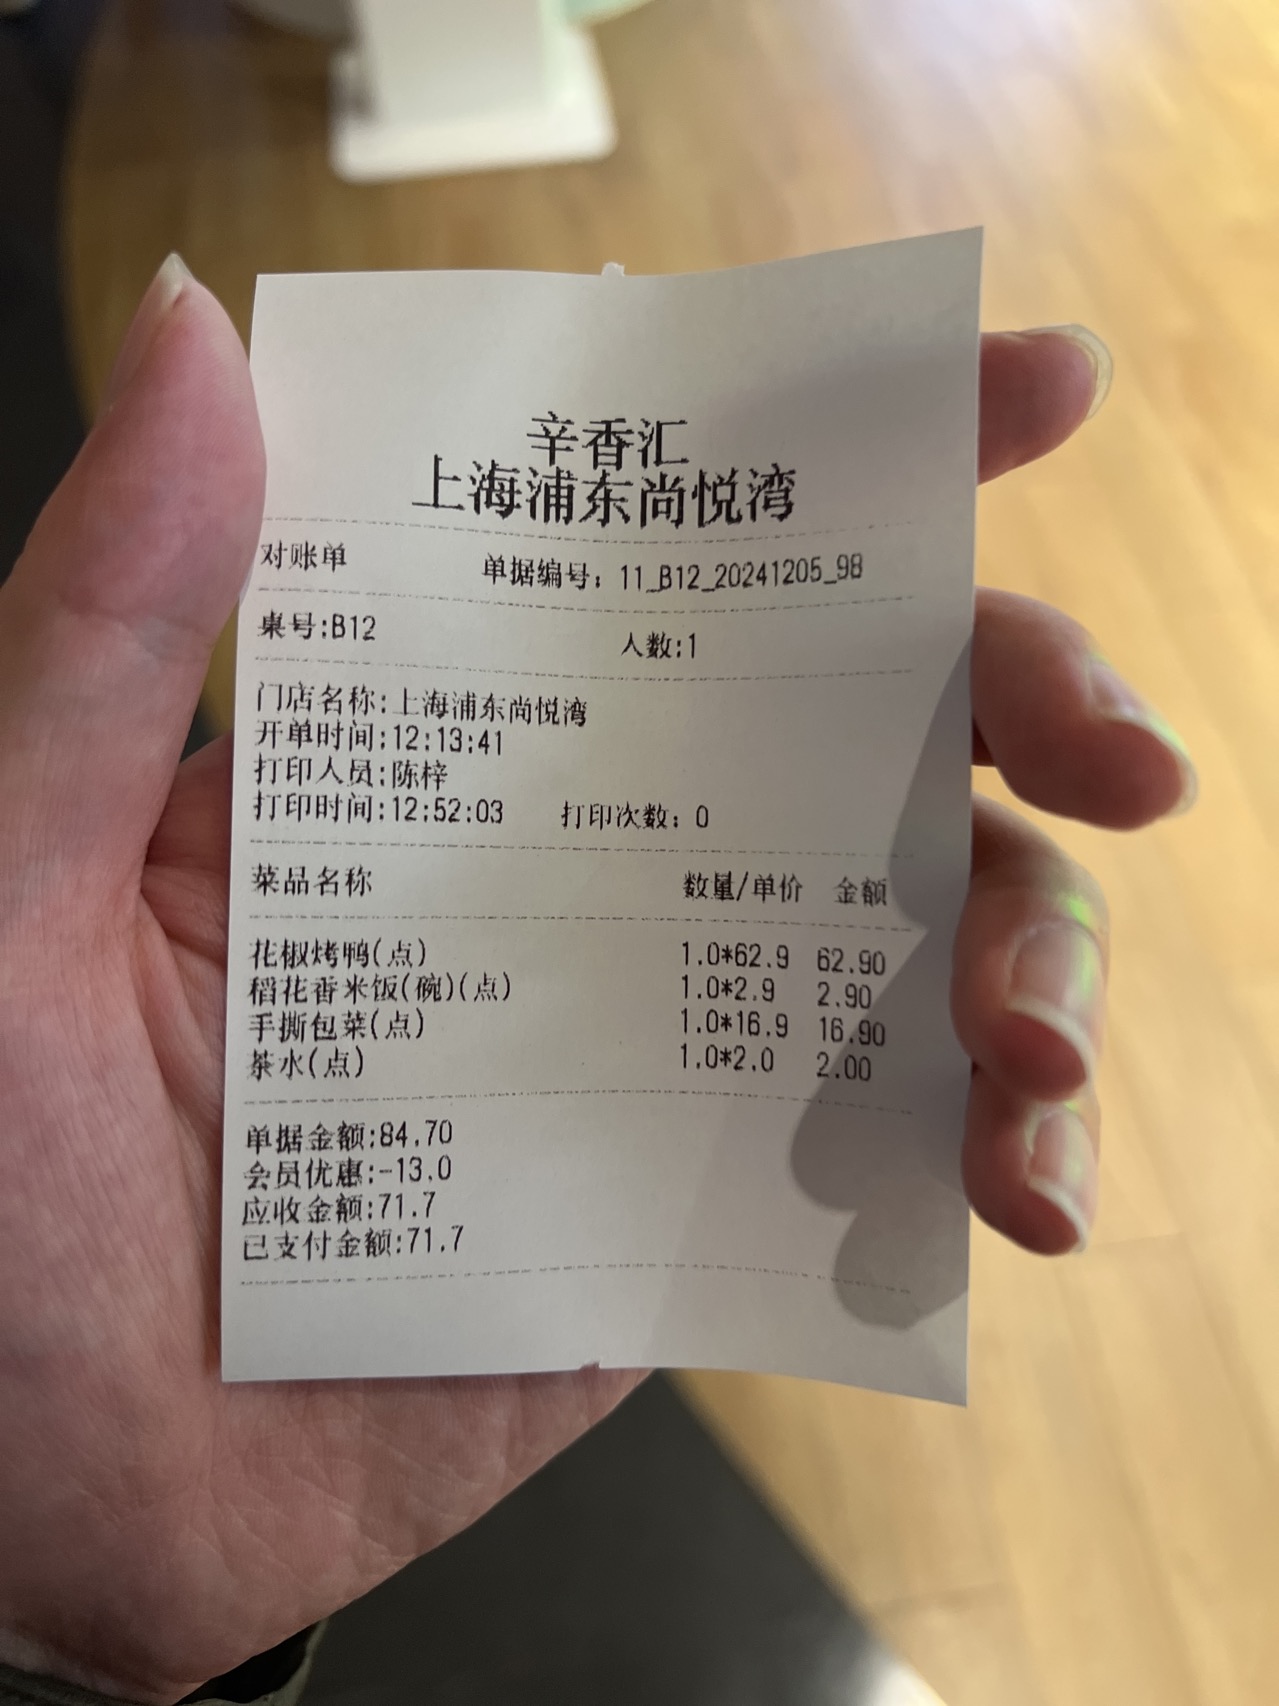 辛香汇
上海浦东尚悦湾
对账单 单据编号：11_B12_20241205_98
桌号:B12 人数:1
门店名称:上海浦东尚悦湾
开单时间:12:13:41
打印人员:陈梓
打印时间:12:52:03 打印次数：0
菜品名称 数量/单价 金额
花椒烤鸭(点) 1.0*62.9 62.90
稻花香米饭(碗)(点) 1.0*2.9 2.90
手撕包菜(点) 1.0*16.9 16.90
茶水(点) 1.0*2.0 2.00
单据金额:84.70
会员优惠:-13.0
应收金额:71.7
已支付金额:71.7